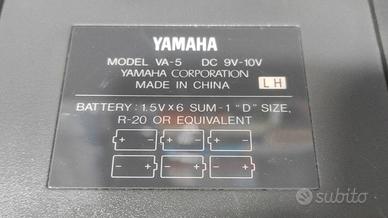 YAMAHA
MODEL VA-5 DC 9V-10V
YAMAHA CORPORATION
MADE IN CHINA LH
BATTERY: 1.5V×6 SUM-1 "D" SIZE,
R-20 OR EQUIVALENT
+ - + - + -
- + - + - +
subito